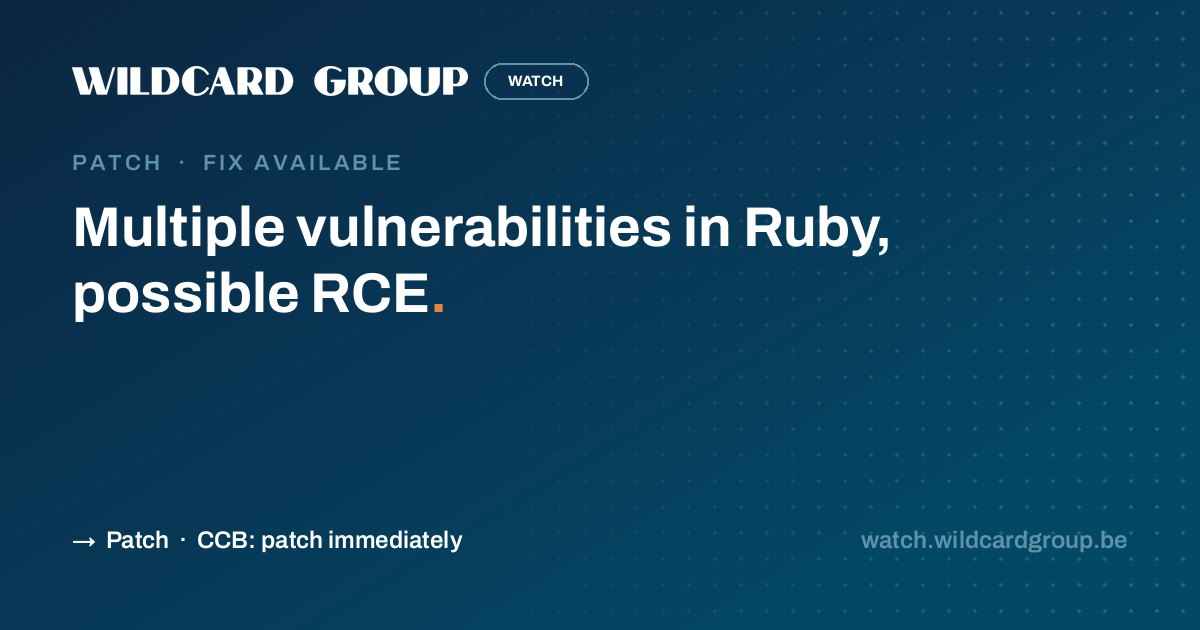 WILDCARD GROUP WATCH
PATCH · FIX AVAILABLE
Multiple vulnerabilities in Ruby,
possible RCE.
→ Patch · CCB: patch immediately
watch.wildcardgroup.be